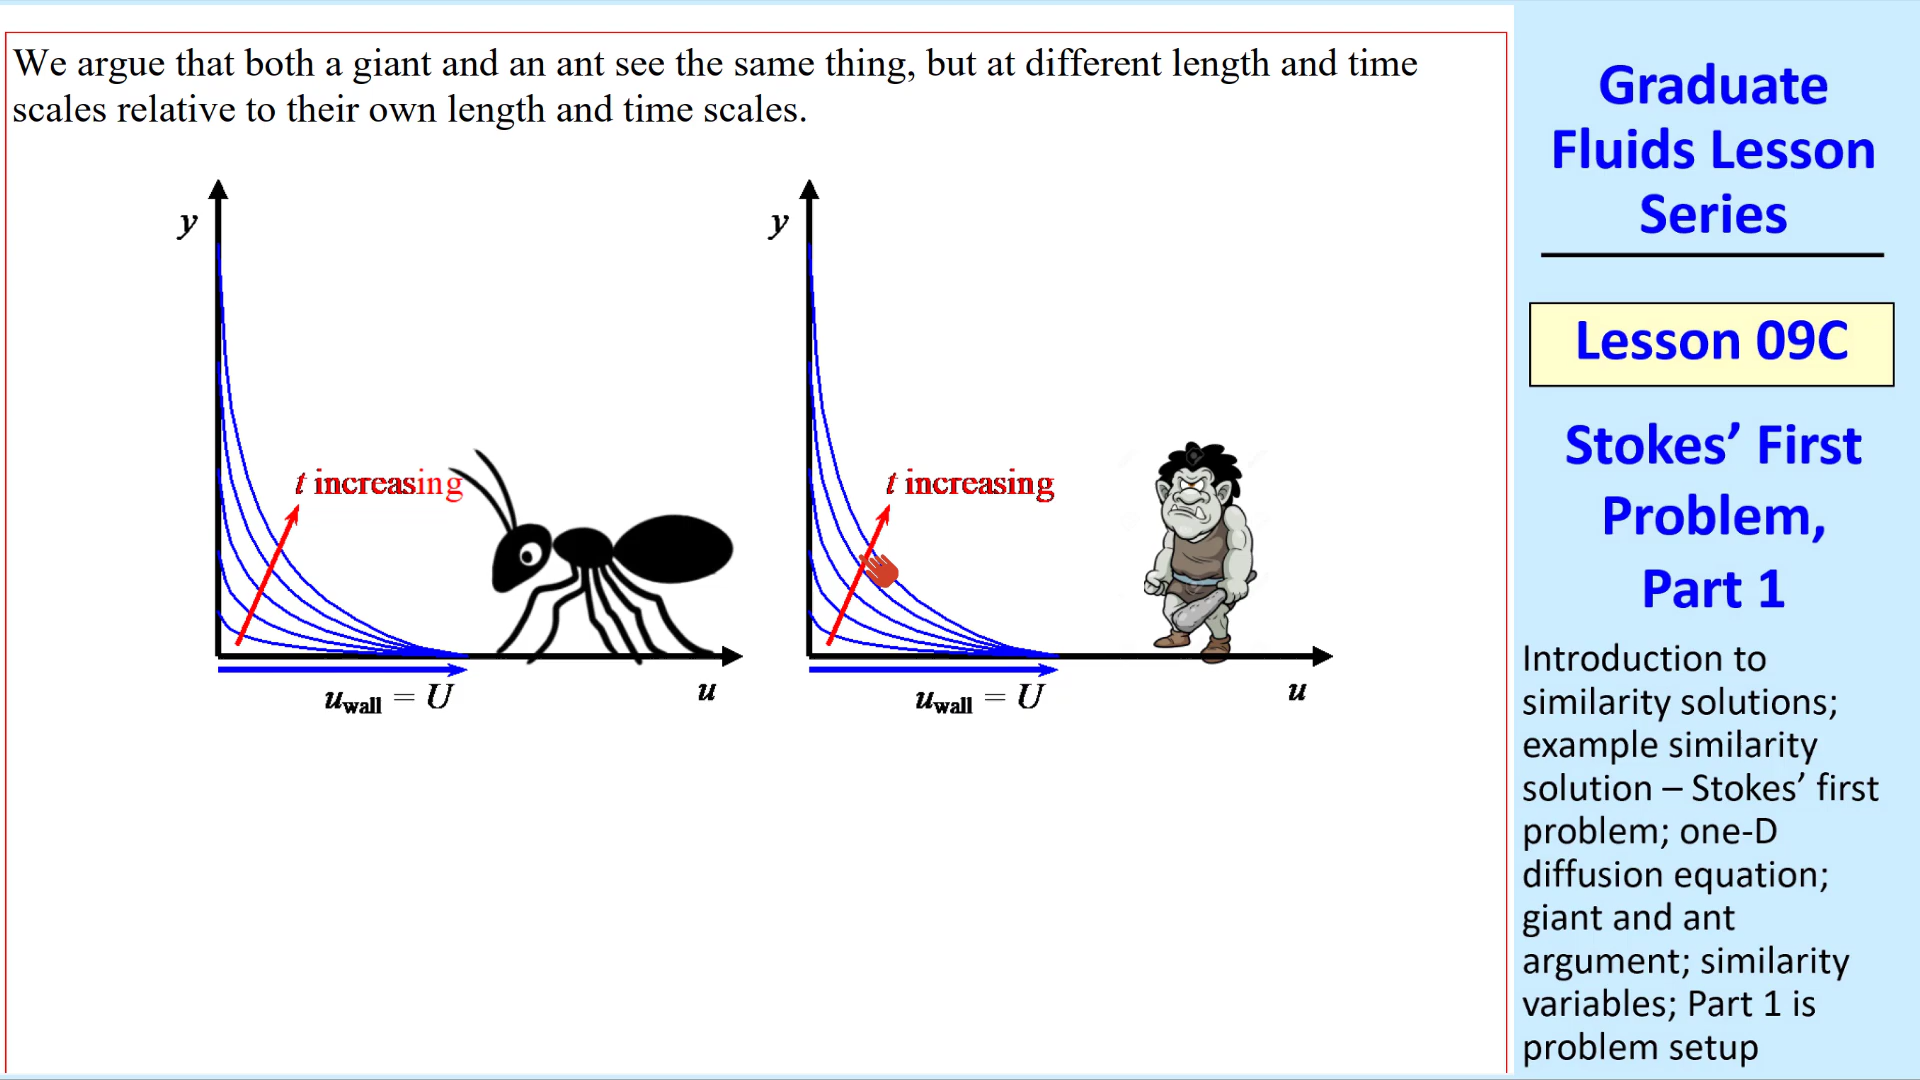 We argue that both a giant and an ant see the same thing, but at different length and time
scales relative to their own length and time scales.
y
t increasing
u_wall = U
u
y
t increasing
u_wall = U
u
Graduate
Fluids Lesson
Series
Lesson 09C
Stokes’ First
Problem,
Part 1
Introduction to
similarity solutions;
example similarity
solution – Stokes’ first
problem; one-D
diffusion equation;
giant and ant
argument; similarity
variables; Part 1 is
problem setup